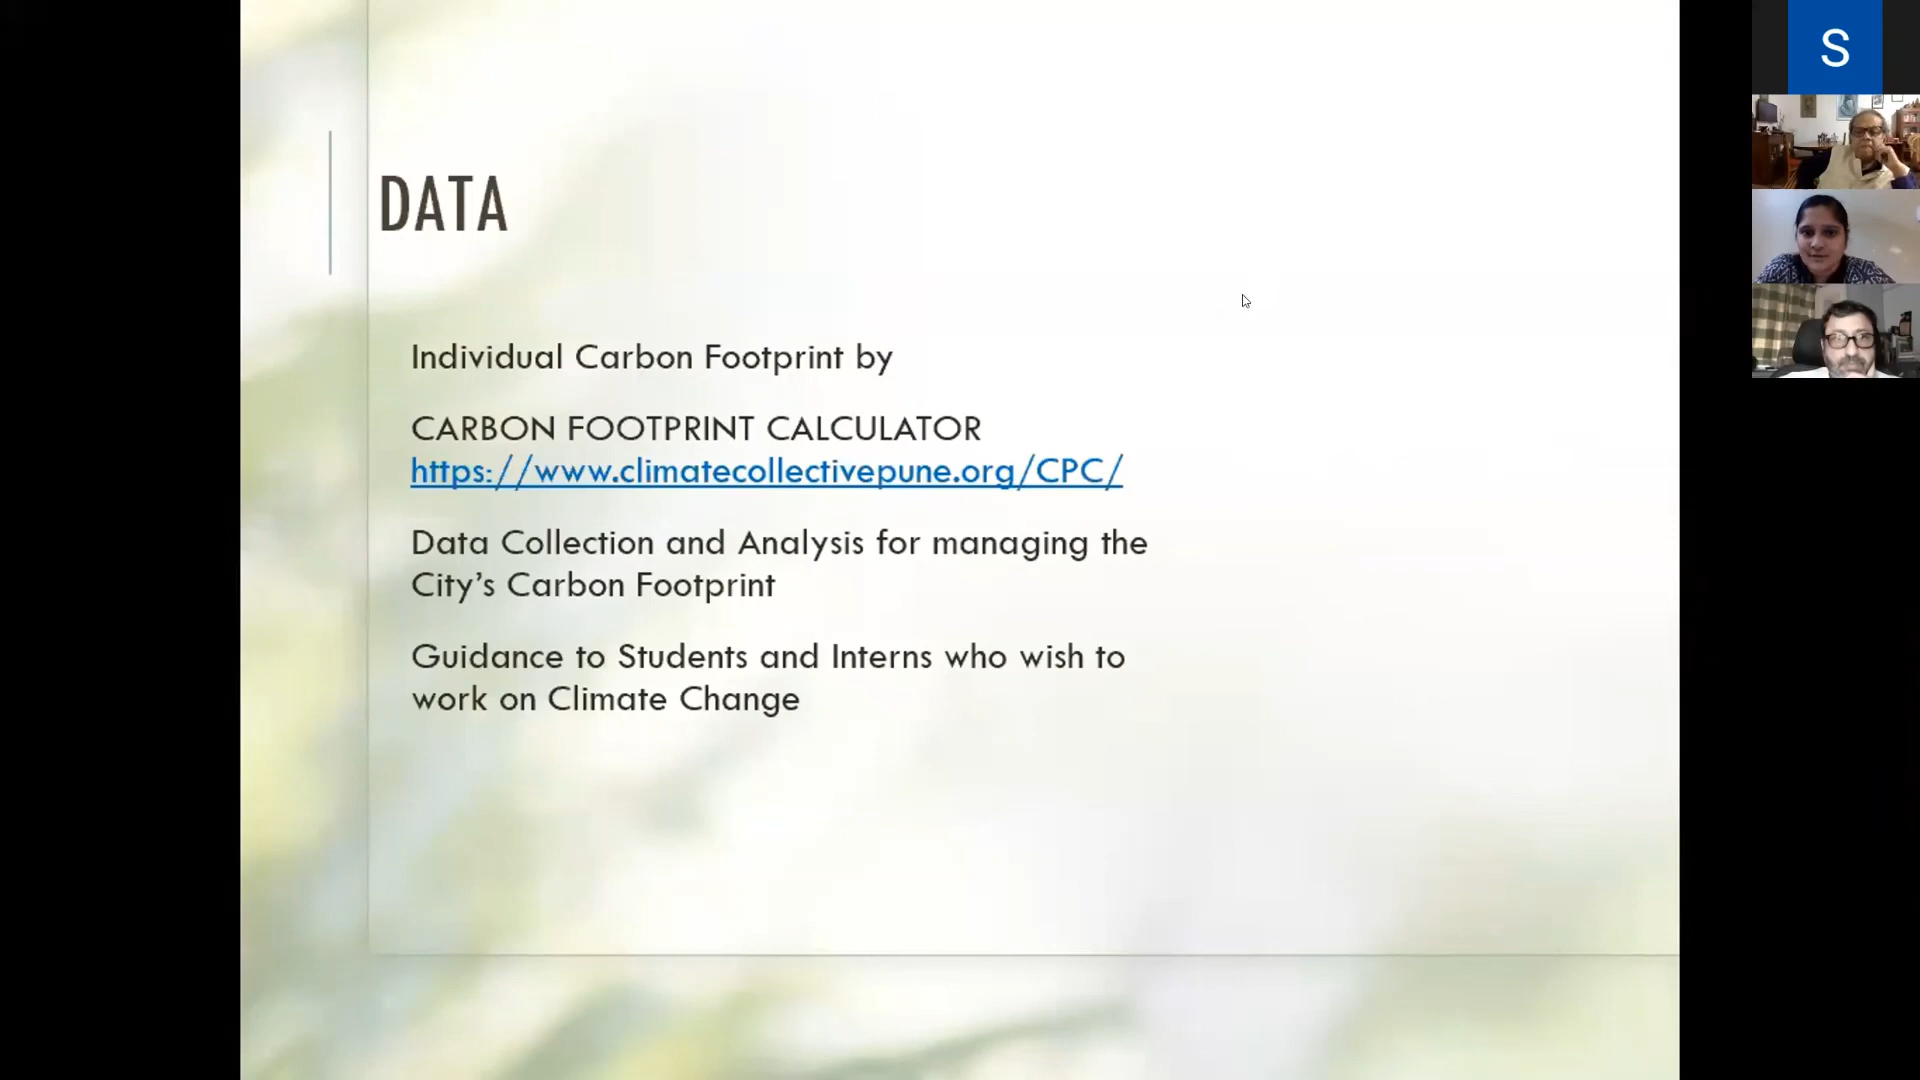 S
DATA
Individual Carbon Footprint by
CARBON FOOTPRINT CALCULATOR
https://www.climatecollectivepune.org/CPC/
Data Collection and Analysis for managing the
City’s Carbon Footprint
Guidance to Students and Interns who wish to
work on Climate Change